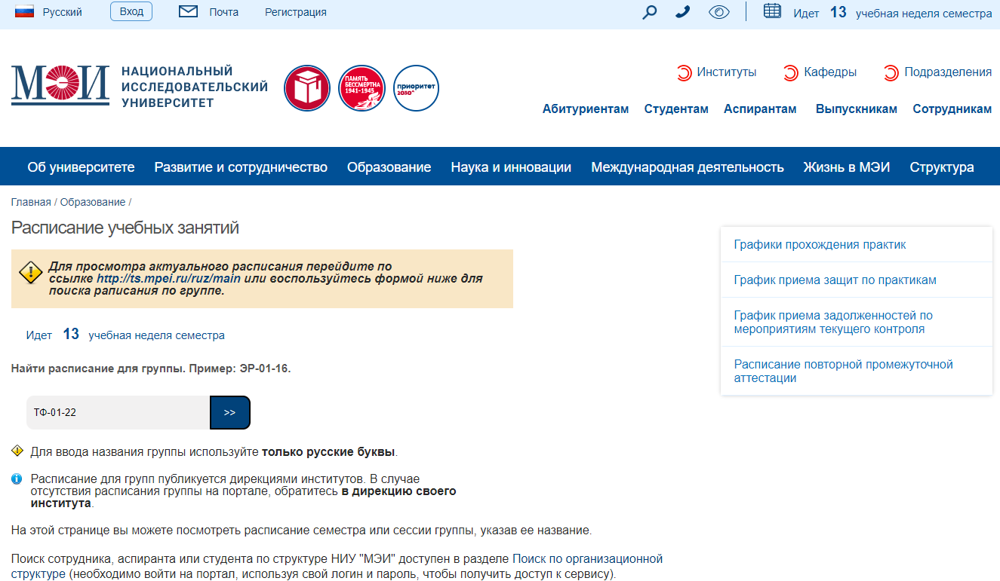 Русский Вход Почта Регистрация Идет 13 учебная неделя семестра
МЭИ НАЦИОНАЛЬНЫЙ
ИССЛЕДОВАТЕЛЬСКИЙ
УНИВЕРСИТЕТ
ПАМЯТЬ
БЕССМЕРТНА
1941-1945
приоритет
2030^
Институты Кафедры Подразделения
Абитуриентам Студентам Аспирантам Выпускникам Сотрудникам
Об университете Развитие и сотрудничество Образование Наука и инновации Международная деятельность Жизнь в МЭИ Структура
Главная / Образование /
Расписание учебных занятий
Для просмотра актуального расписания перейдите по
ссылке http://ts.mpei.ru/ruz/main или воспользуйтесь формой ниже для
поиска раписания по группе.
Идет 13 учебная неделя семестра
Найти расписание для группы. Пример: ЭР-01-16.
ТФ-01-22 >>
Для ввода названия группы используйте только русские буквы.
Расписание для групп публикуется дирекциями институтов. В случае
отсутствия расписания группы на портале, обратитесь в дирекцию своего
института.
На этой странице вы можете посмотреть расписание семестра или сессии группы, указав ее название.
Поиск сотрудника, аспиранта или студента по структуре НИУ "МЭИ" доступен в разделе Поиск по организационной
структуре (необходимо войти на портал, используя свой логин и пароль, чтобы получить доступ к сервису).
Графики прохождения практик
График приема защит по практикам
График приема задолженностей по
мероприятиям текущего контроля
Расписание повторной промежуточной
аттестации